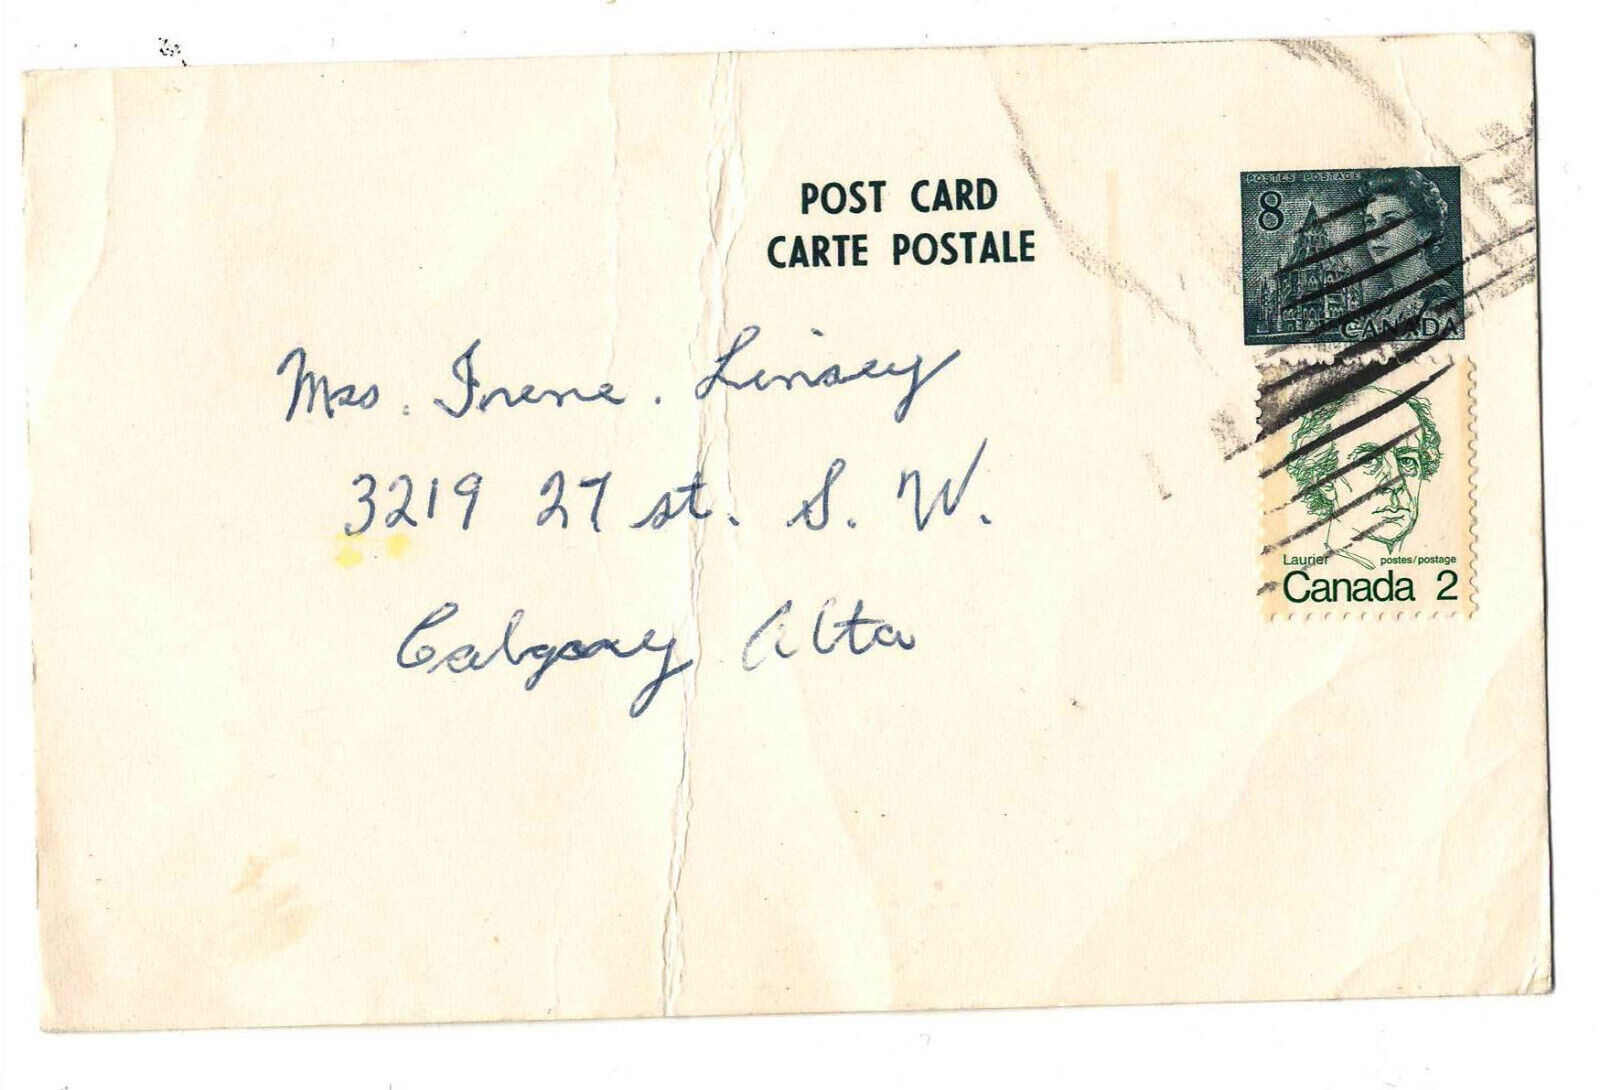 POST CARD
CARTE POSTALE
POSTES POSTAGE
8
CANADA
Mrs. Irene. Linsey
3219 27 st. S. W.
Calgary Alta
Laurier postes/postage
Canada 2